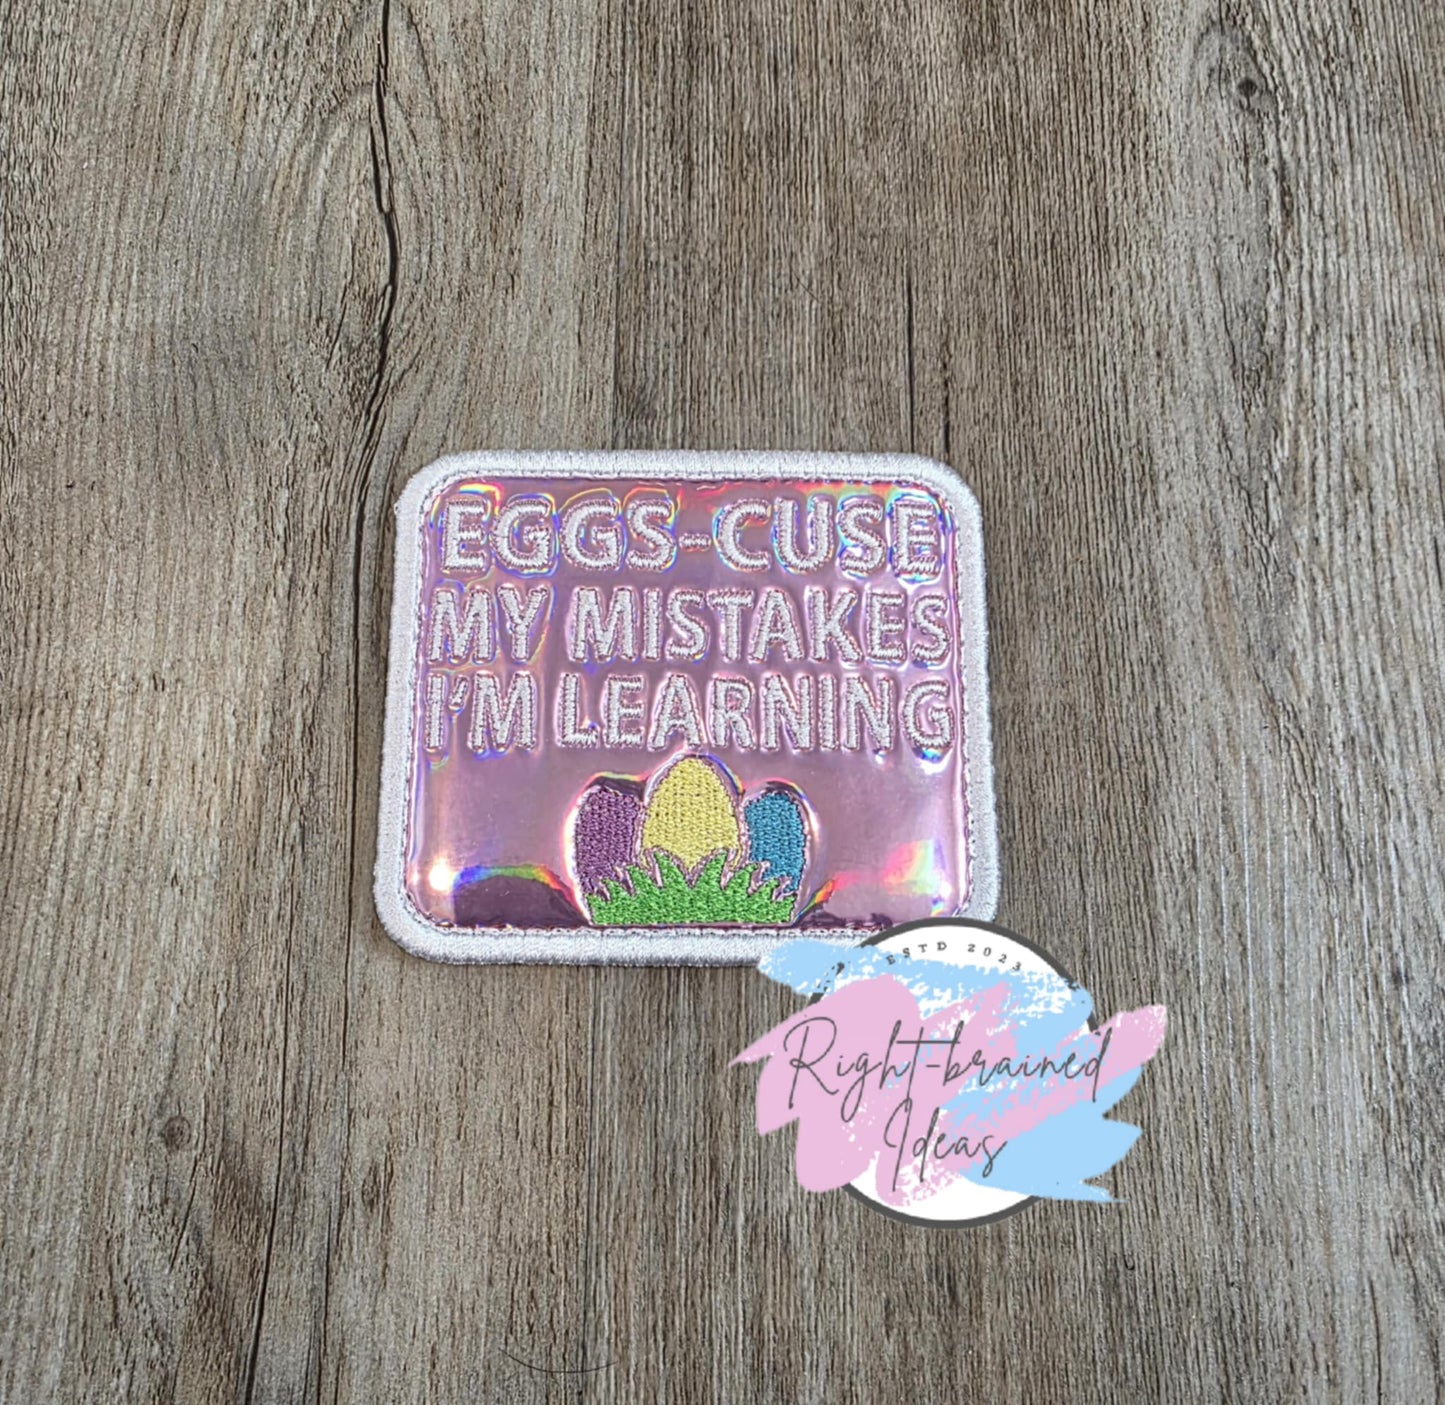 EGGS-CUSE
MY MISTAKES
I'M LEARNING
ESTD 2023
Right-brained
Ideas